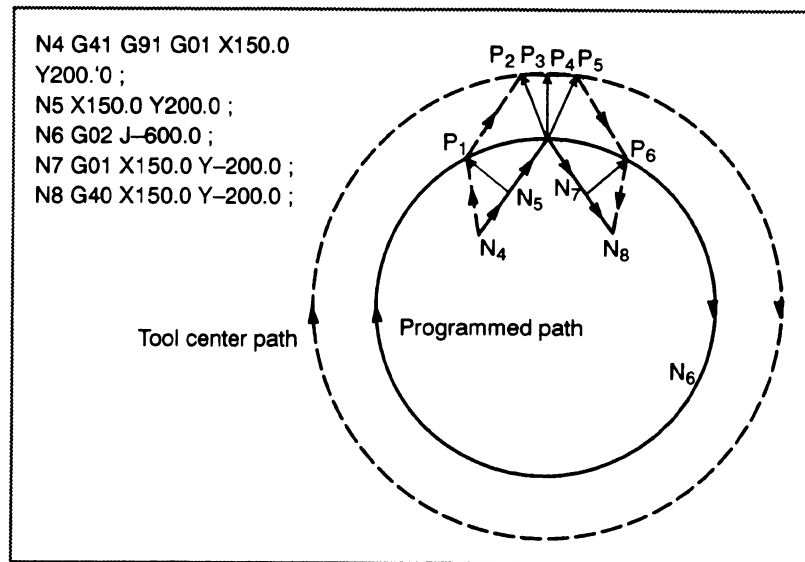 N4 G41 G91 G01 X150.0
Y200.'0 ;
N5 X150.0 Y200.0 ;
N6 G02 J–600.0 ;
N7 G01 X150.0 Y–200.0 ;
N8 G40 X150.0 Y–200.0 ;
P2 P3 P4 P5
P1
P6
N5
N7
N4
N8
Tool center path
Programmed path
N6